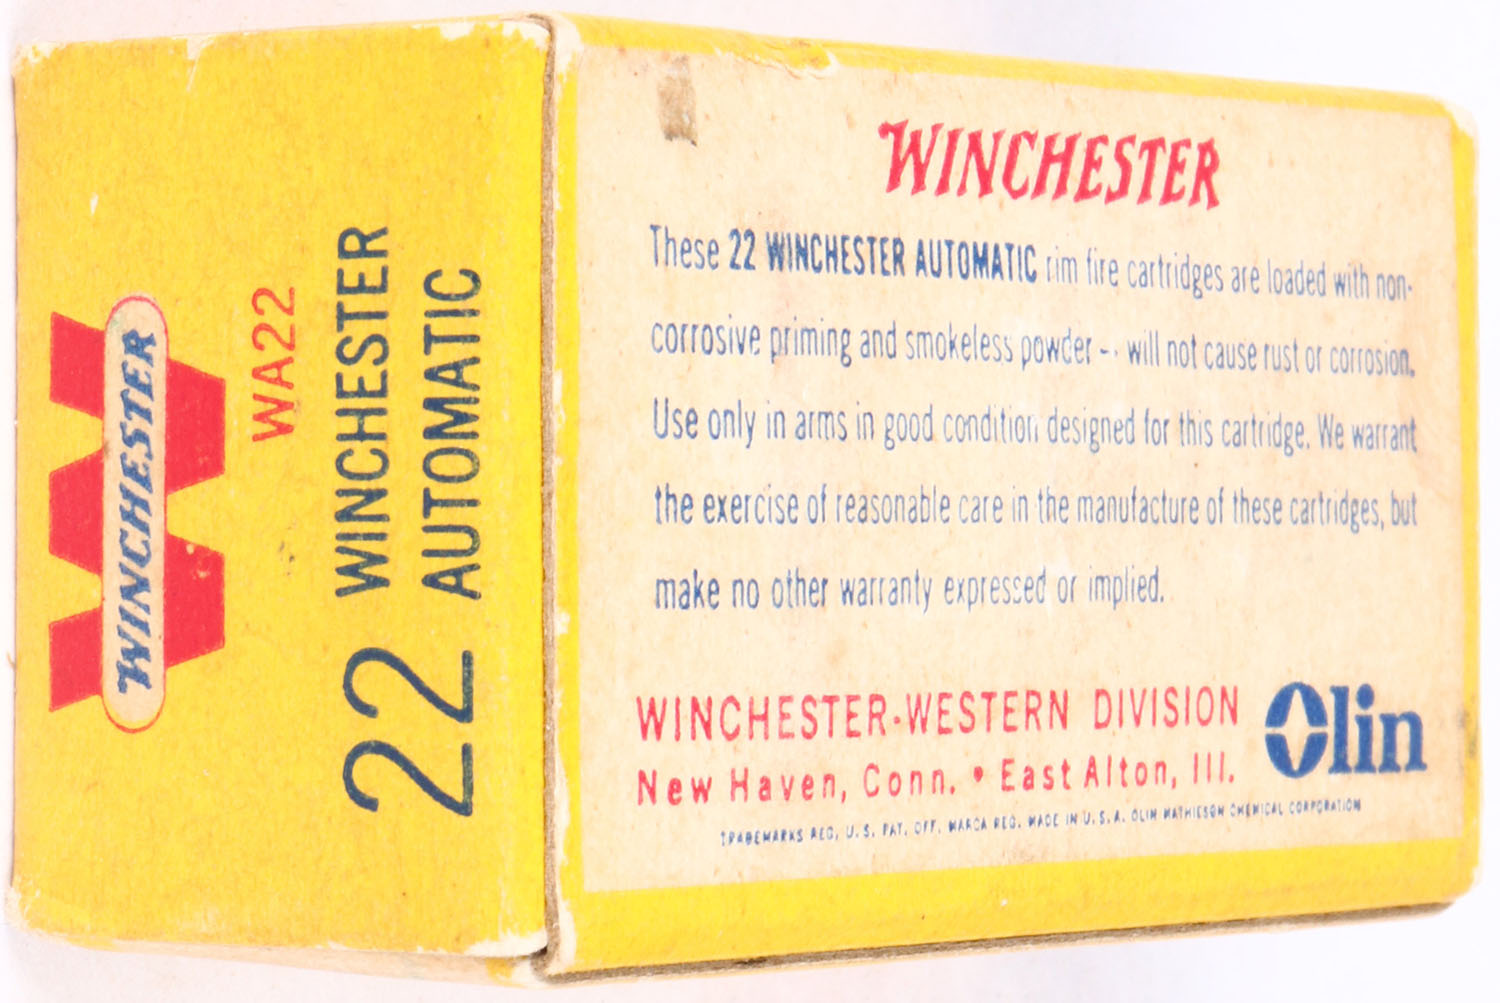 WINCHESTER
WA22
22 WINCHESTER
AUTOMATIC
WINCHESTER
These 22 WINCHESTER AUTOMATIC rim fire cartridges are loaded with non-
corrosive priming and smokeless powder -- will not cause rust or corrosion.
Use only in arms in good condition designed for this cartridge. We warrant
the exercise of reasonable care in the manufacture of these cartridges, but
make no other warranty expressed or implied.
WINCHESTER-WESTERN DIVISION
New Haven, Conn. • East Alton, Ill.
Olin
TRADEMARKS REG. U.S. PAT. OFF. MARCA REG. MADE IN U.S.A. OLIN MATHIESON CHEMICAL CORPORATION